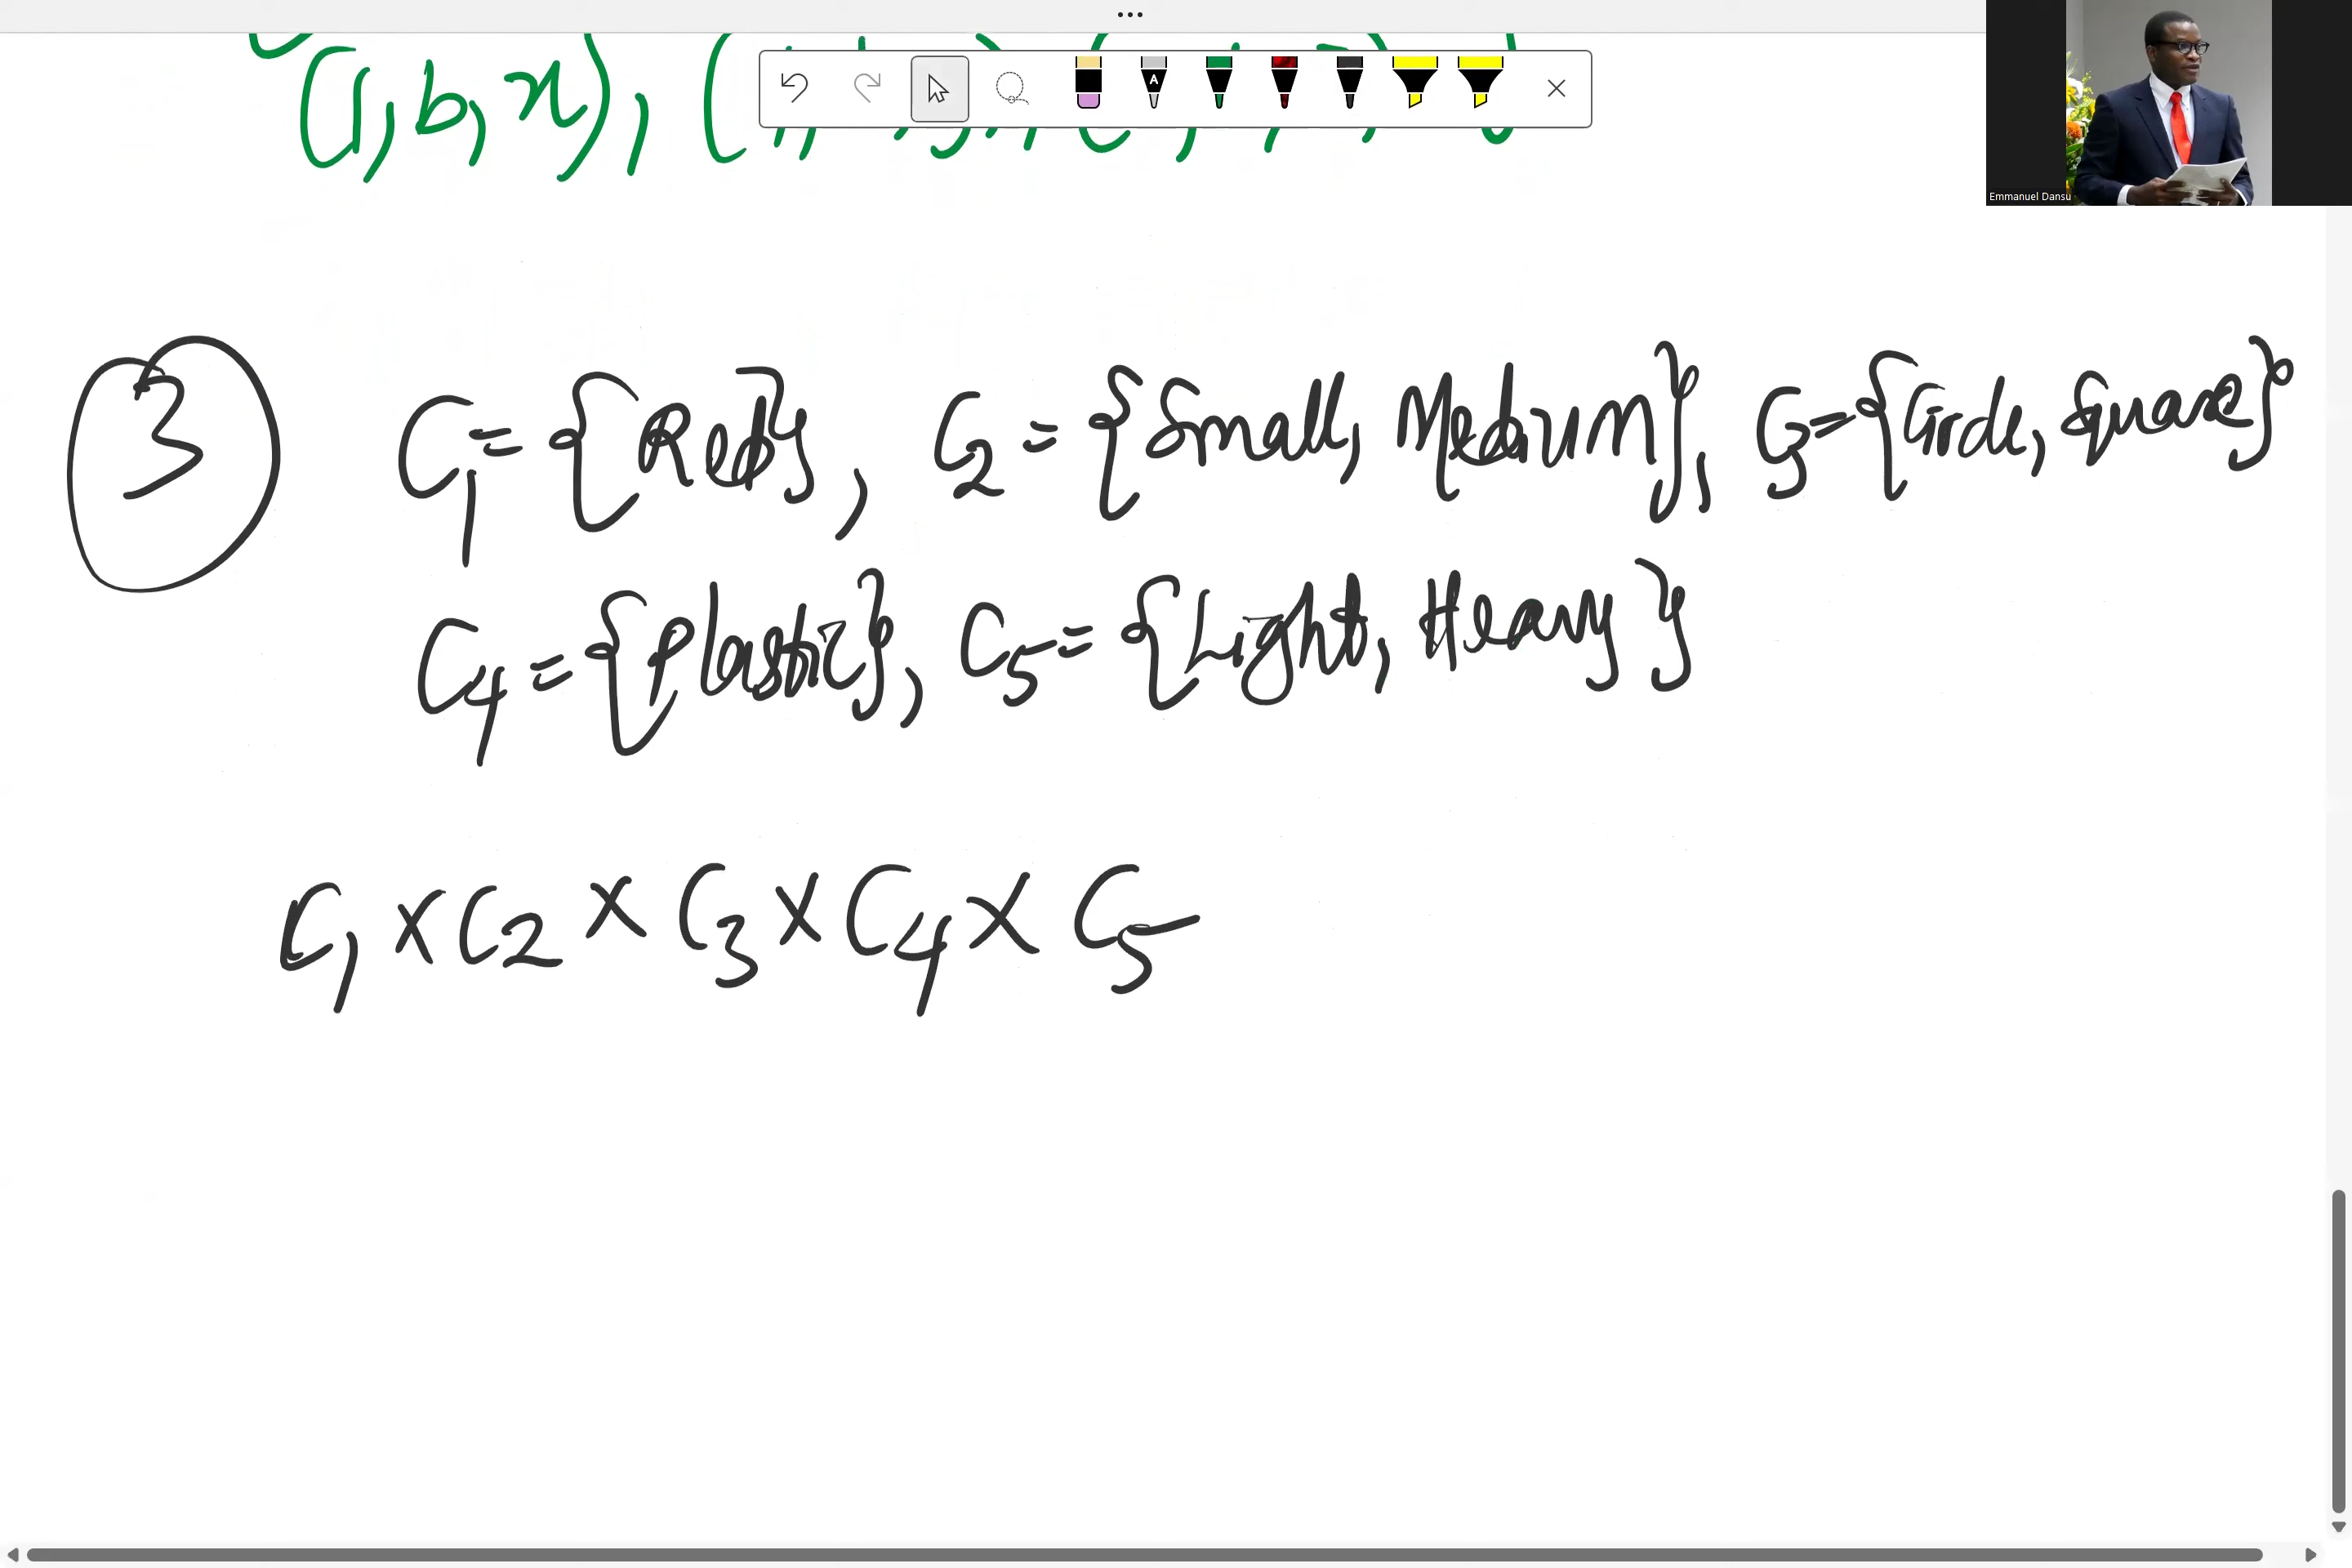 (1, b, x), (
Emmanuel Dansu
3 C1 = {Red}, C2 = {Small, Medium}, C3 = {Circle, Square}
C4 = {Plastic}, C5 = {Light, Heavy}
C1 × C2 × C3 × C4 × C5